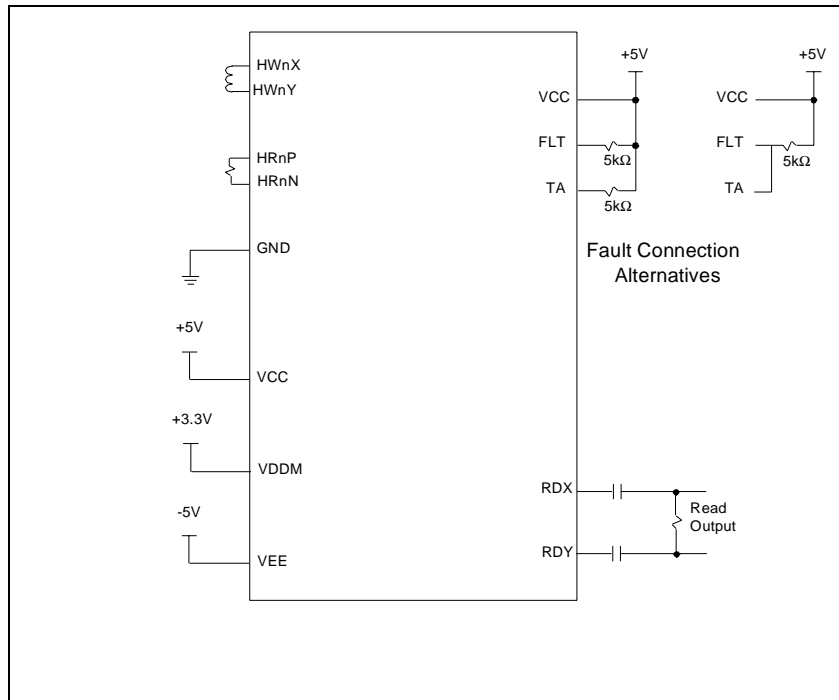 HWnX
HWnY
HRnP
HRnN
GND
+5V
VCC
+3.3V
VDDM
-5V
VEE
+5V
VCC
FLT
5kΩ
TA
5kΩ
+5V
VCC
FLT
5kΩ
TA
Fault Connection
Alternatives
RDX
Read
Output
RDY